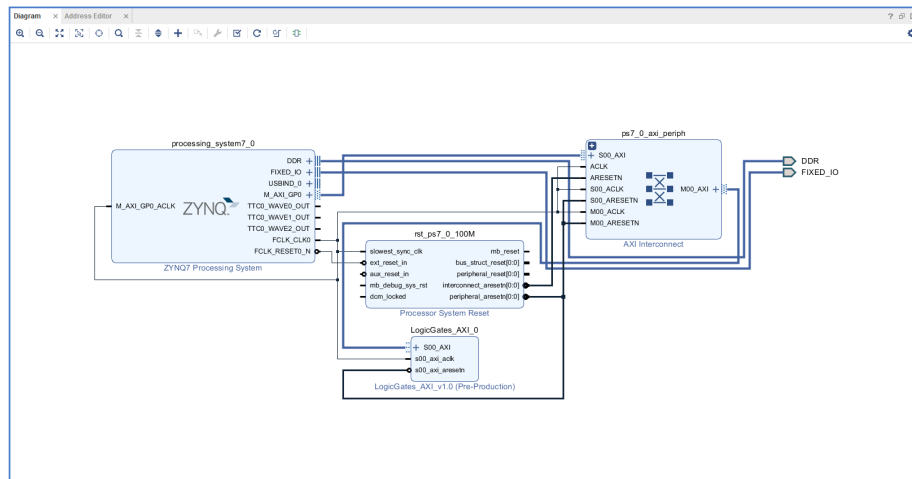 Diagram × Address Editor ×
processing_system7_0
DDR
FIXED_IO
USBIND_0
M_AXI_GP0
M_AXI_GP0_ACLK
TTC0_WAVE0_OUT
TTC0_WAVE1_OUT
TTC0_WAVE2_OUT
FCLK_CLK0
FCLK_RESET0_N
ZYNQ
ZYNQ7 Processing System
rst_ps7_0_100M
slowest_sync_clk
ext_reset_in
aux_reset_in
mb_debug_sys_rst
dcm_locked
mb_reset
bus_struct_reset[0:0]
peripheral_reset[0:0]
interconnect_aresetn[0:0]
peripheral_aresetn[0:0]
Processor System Reset
LogicGates_AXI_0
S00_AXI
s00_axi_aclk
s00_axi_aresetn
LogicGates_AXI_v1.0 (Pre-Production)
ps7_0_axi_periph
S00_AXI
ACLK
ARESETN
S00_ACLK
S00_ARESETN
M00_ACLK
M00_ARESETN
M00_AXI
AXI Interconnect
DDR
FIXED_IO